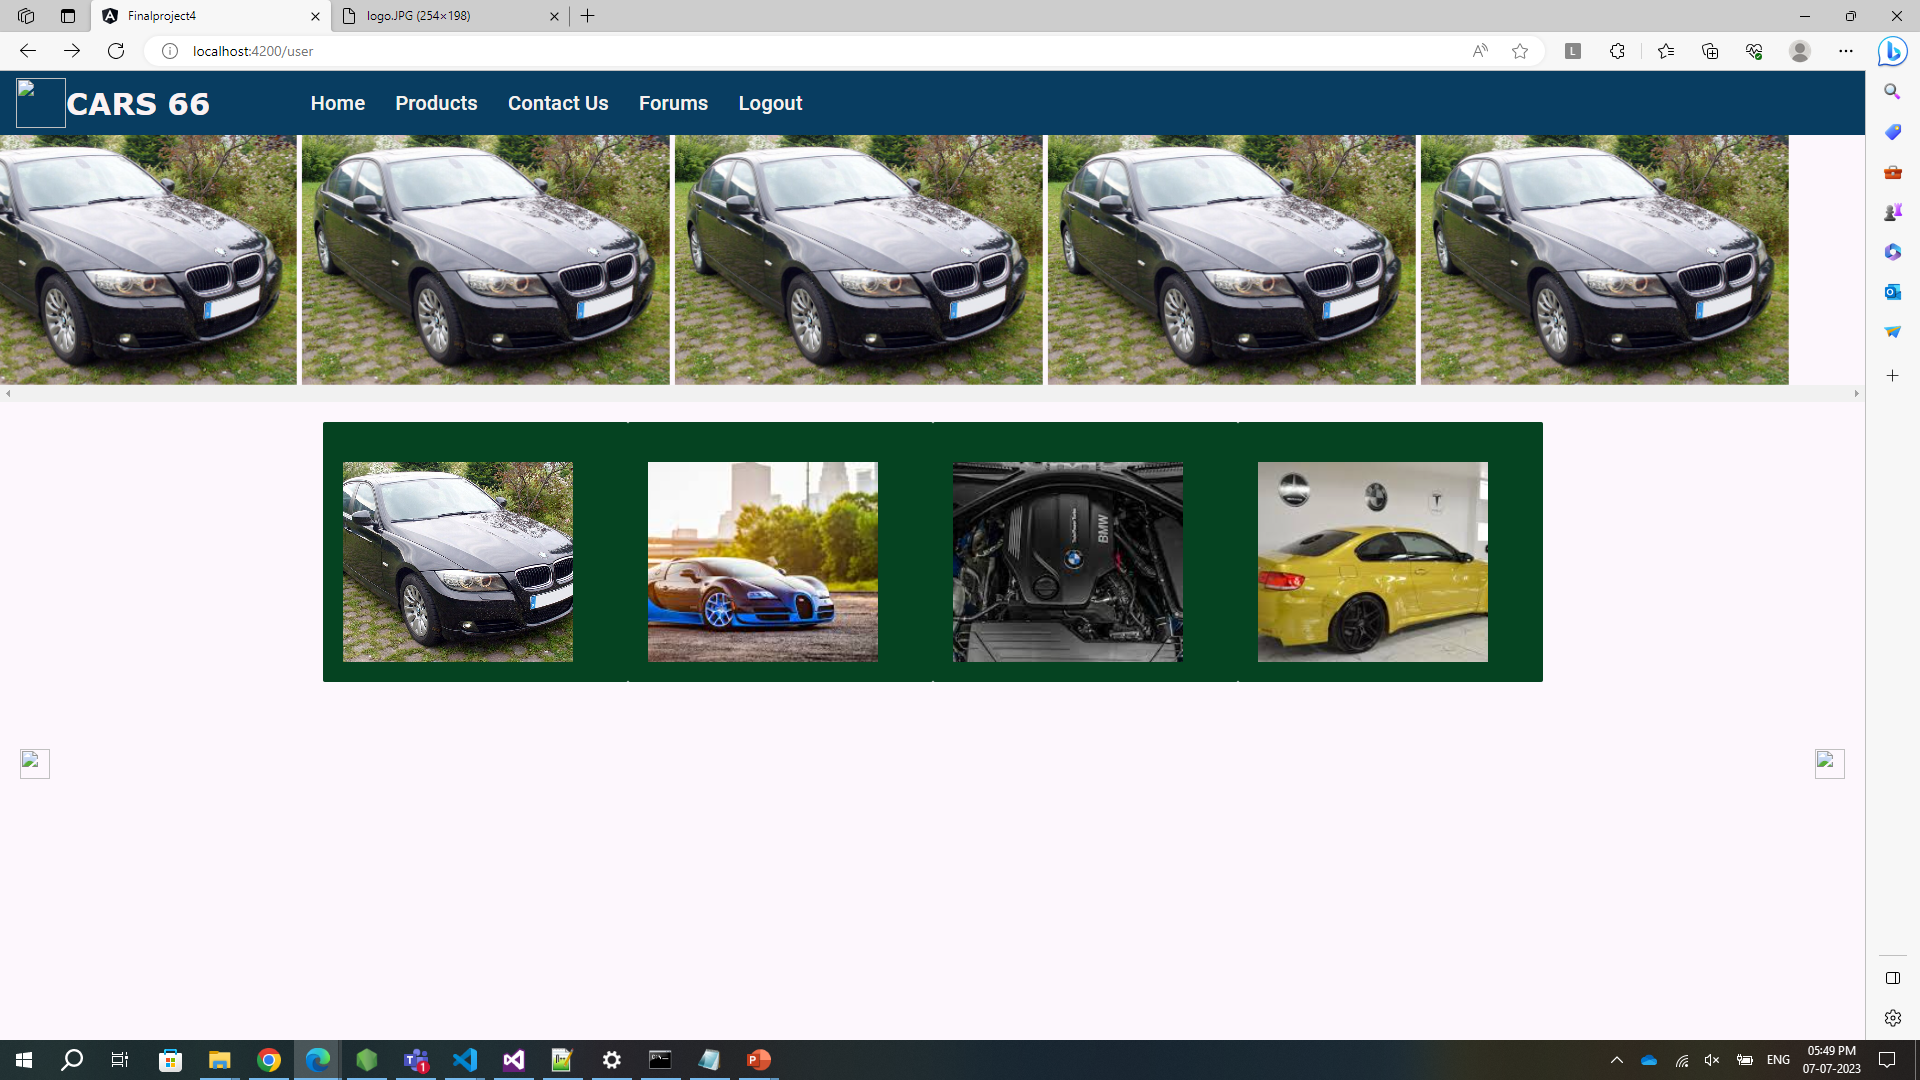 Finalproject4
logo.JPG (254×198)
localhost:4200/user
L
CARS 66
Home
Products
Contact Us
Forums
Logout
BMW
1
ENG
05:49 PM
07-07-2023